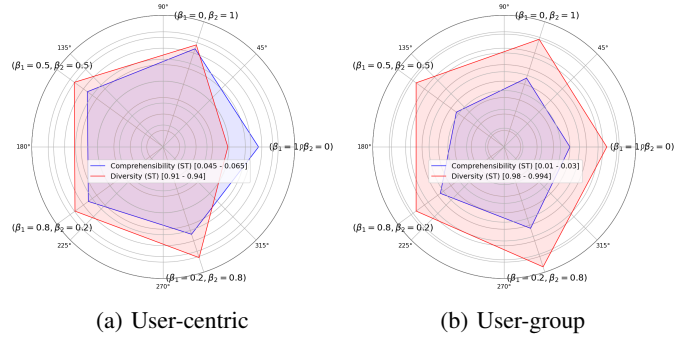 90°
(β₁ = 0, β₂ = 1)
135°
45°
(β₁ = 0.5, β₂ = 0.5)
180°
(β₁ = 1, β₂ = 0)
Comprehensibility (ST) [0.045 - 0.065]
Diversity (ST) [0.91 - 0.94]
(β₁ = 0.8, β₂ = 0.2)
225°
315°
(β₁ = 0.2, β₂ = 0.8)
270°
(a) User-centric
90°
(β₁ = 0, β₂ = 1)
135°
45°
(β₁ = 0.5, β₂ = 0.5)
180°
(β₁ = 1, β₂ = 0)
Comprehensibility (ST) [0.01 - 0.03]
Diversity (ST) [0.98 - 0.994]
(β₁ = 0.8, β₂ = 0.2)
225°
315°
(β₁ = 0.2, β₂ = 0.8)
270°
(b) User-group